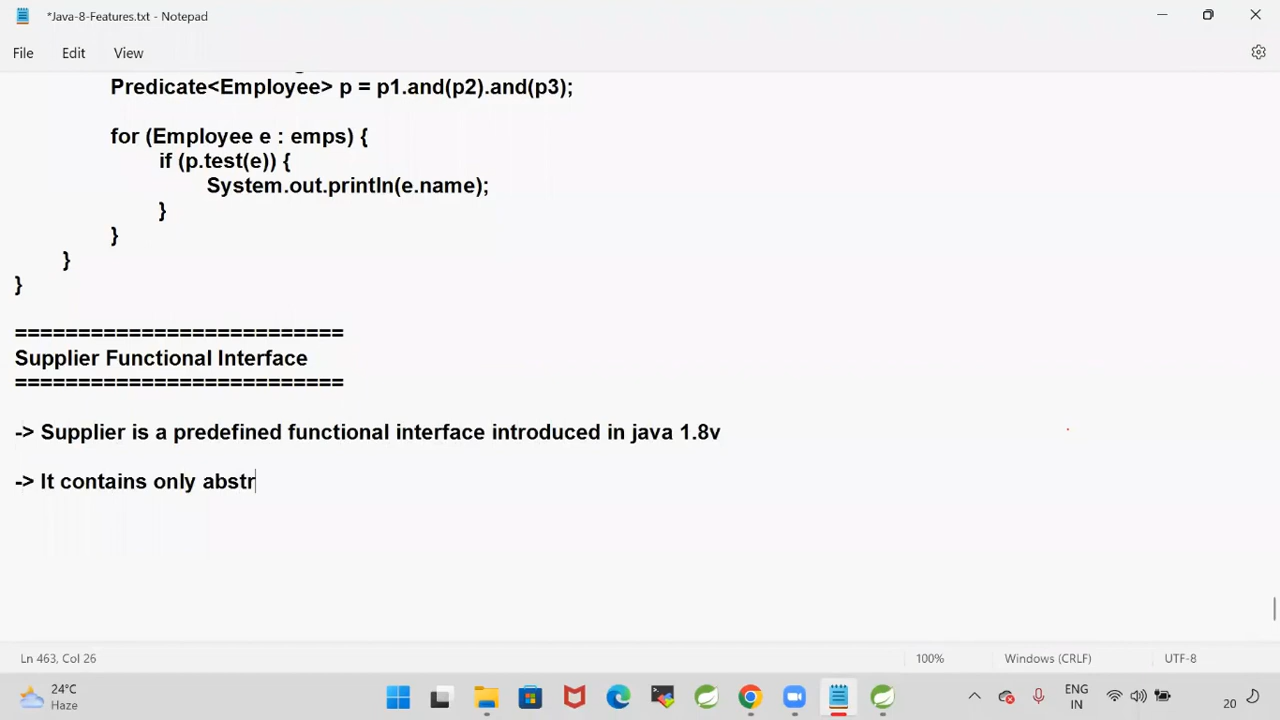 *Java-8-Features.txt - Notepad
File Edit View
Predicate<Employee> p = p1.and(p2).and(p3);
for (Employee e : emps) {
if (p.test(e)) {
System.out.println(e.name);
}
}
}
}
==========================
Supplier Functional Interface
==========================
-> Supplier is a predefined functional interface introduced in java 1.8v
-> It contains only abstr
Ln 463, Col 26 100% Windows (CRLF) UTF-8
24°C
Haze
ENG
IN
20